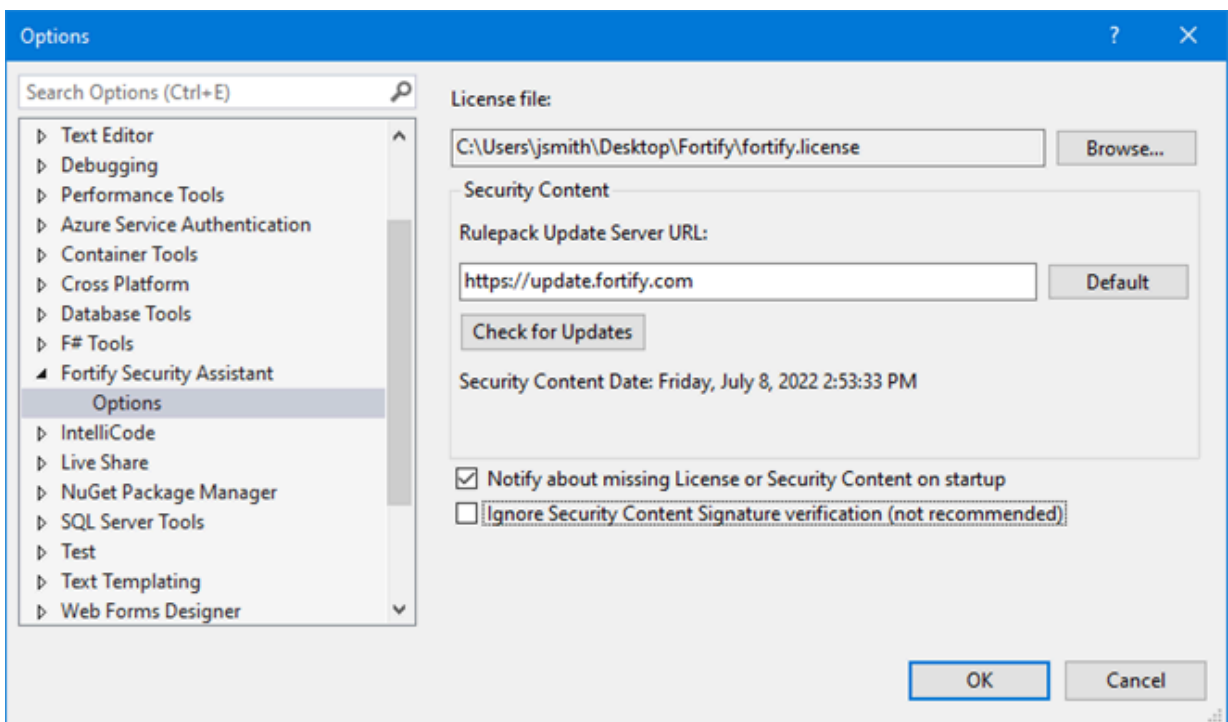 Options
?
Search Options (Ctrl+E)
Text Editor
Debugging
Performance Tools
Azure Service Authentication
Container Tools
Cross Platform
Database Tools
F# Tools
Fortify Security Assistant
Options
IntelliCode
Live Share
NuGet Package Manager
SQL Server Tools
Test
Text Templating
Web Forms Designer
License file:
C:\Users\jsmith\Desktop\Fortify\fortify.license
Browse...
Security Content
Rulepack Update Server URL:
https://update.fortify.com
Default
Check for Updates
Security Content Date: Friday, July 8, 2022 2:53:33 PM
Notify about missing License or Security Content on startup
Ignore Security Content Signature verification (not recommended)
OK
Cancel